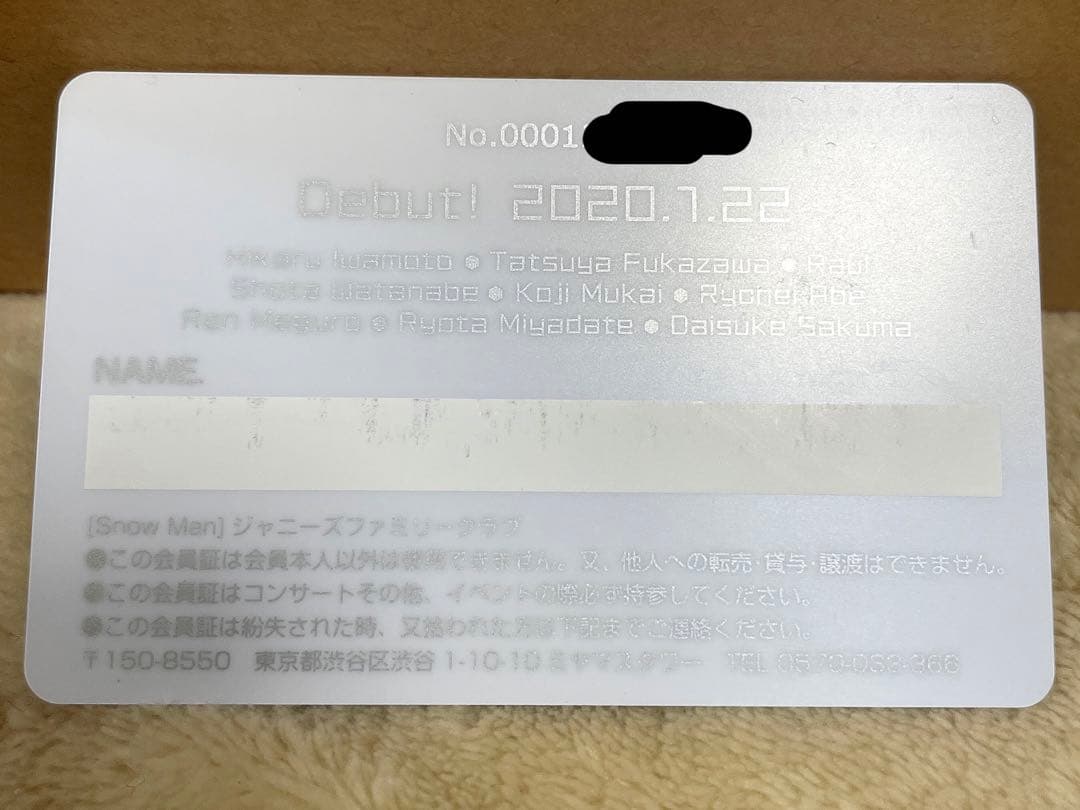 No.0001
Debut! 2020.1.22
Hikaru Iwamoto ● Tatsuya Fukazawa ● Raul
Shota Watanabe ● Koji Mukai ● Ryohei Abe
Ren Meguro ● Ryota Miyadate ● Daisuke Sakuma
NAME
[Snow Man] ジャニーズファミリークラブ
●この会員証は会員本人以外は使用できません。又、他人への転売・貸与・譲渡はできません。
●この会員証はコンサートその他、イベントの際必ず持参してください。
●この会員証は紛失された時、又拾われた方は下記までご連絡ください。
〒150-8550 東京都渋谷区渋谷 1-10-10 ミヤマスタワー TEL 0570-033-366